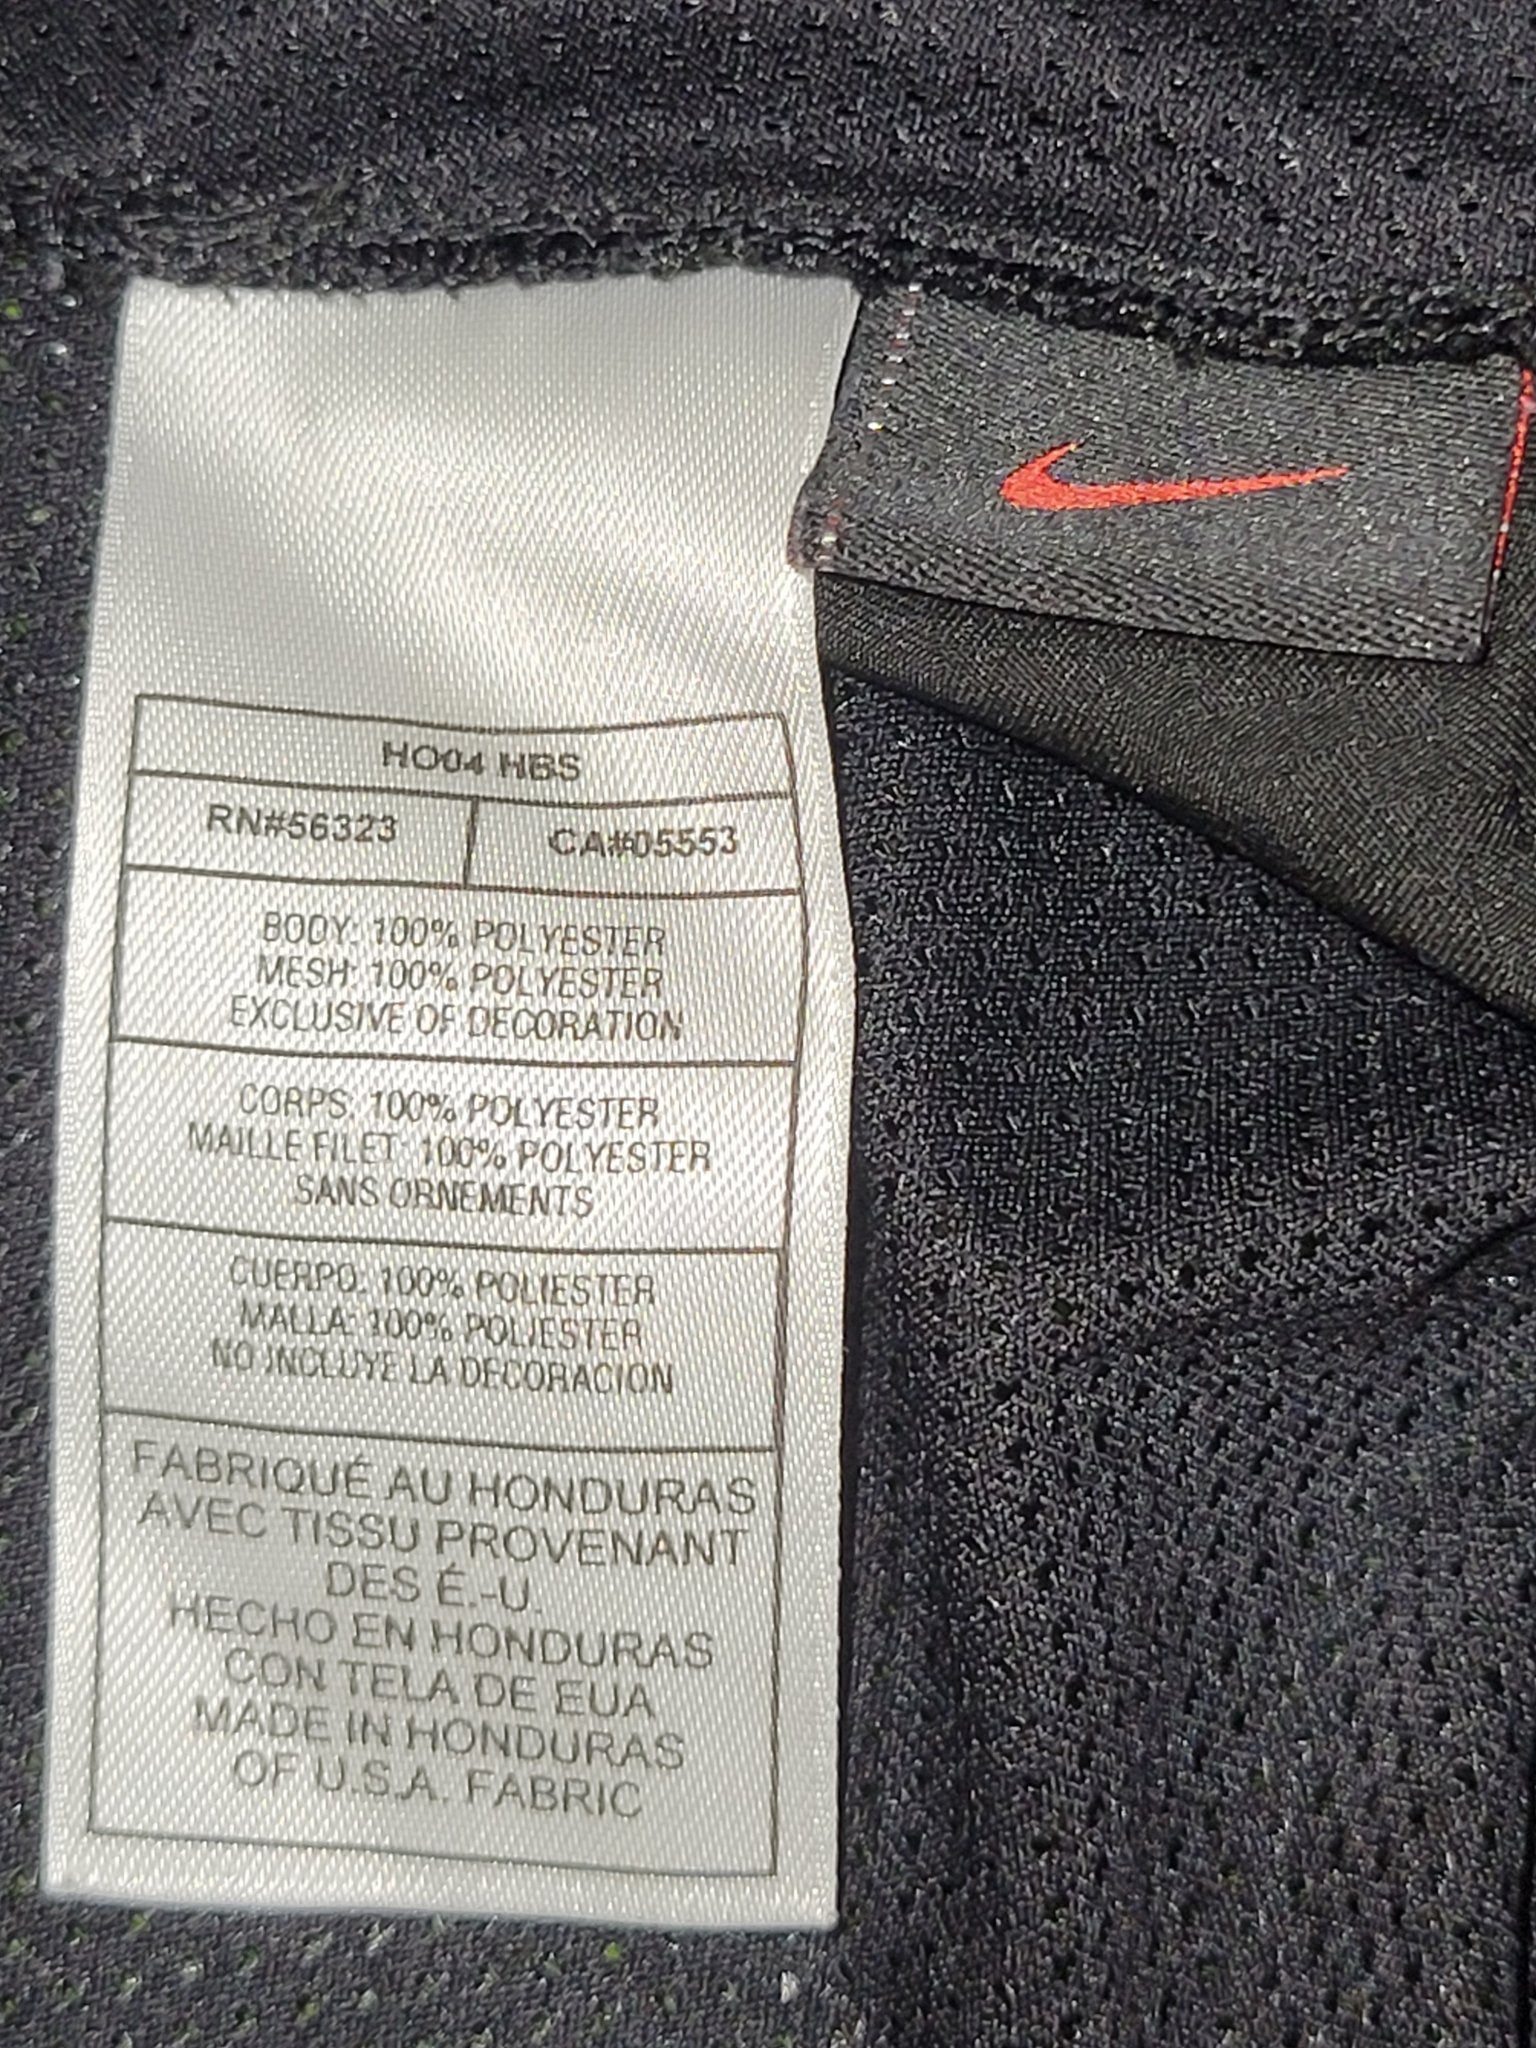 HO04 HBS
RN#56323
CA#05553
BODY: 100% POLYESTER
MESH: 100% POLYESTER
EXCLUSIVE OF DECORATION
CORPS: 100% POLYESTER
MAILLE FILET: 100% POLYESTER
SANS ORNEMENTS
CUERPO: 100% POLIESTER
MALLA: 100% POLIESTER
NO INCLUYE LA DECORACION
FABRIQUÉ AU HONDURAS
AVEC TISSU PROVENANT
DES É.-U.
HECHO EN HONDURAS
CON TELA DE EUA
MADE IN HONDURAS
OF U.S.A. FABRIC